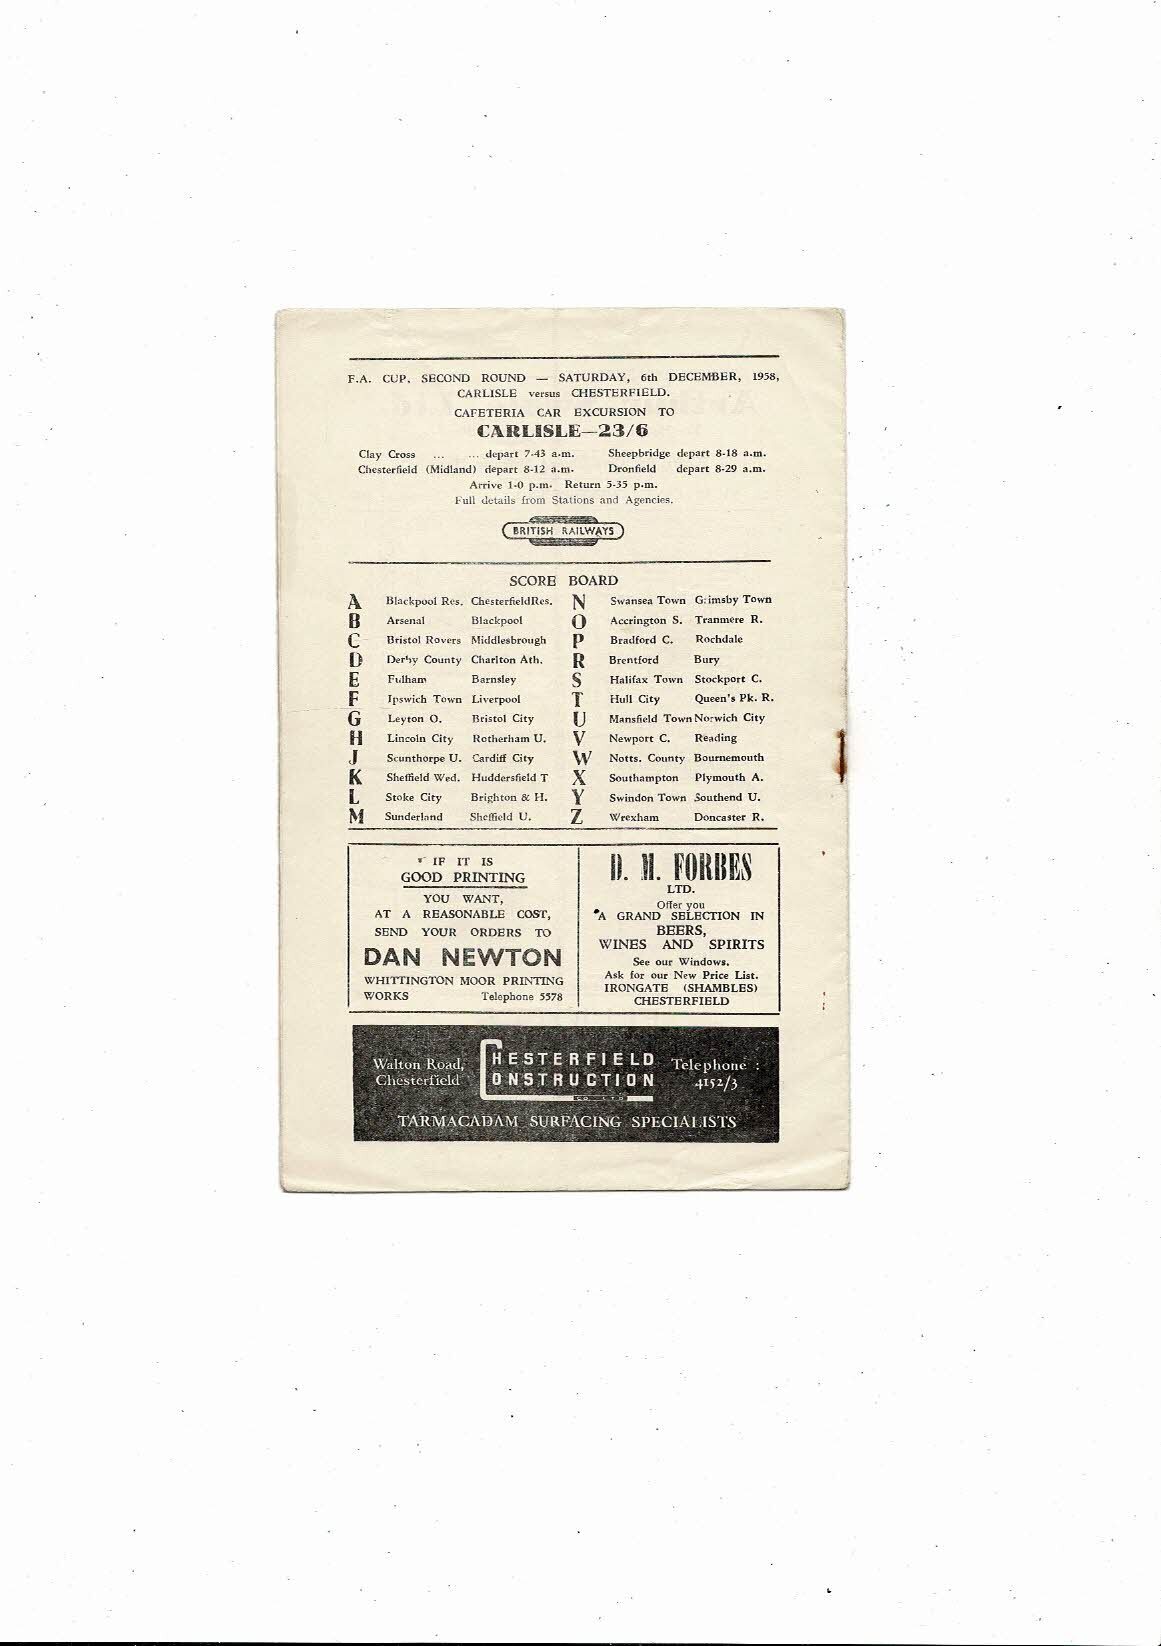 F.A. CUP, SECOND ROUND — SATURDAY, 6th DECEMBER, 1958,
CARLISLE versus CHESTERFIELD.
CAFETERIA CAR EXCURSION TO
CARLISLE—23/6
Clay Cross ... ... depart 7-43 a.m. Sheepbridge depart 8-18 a.m.
Chesterfield (Midland) depart 8-12 a.m. Dronfield depart 8-29 a.m.
Arrive 1-0 p.m. Return 5-35 p.m.
Full details from Stations and Agencies.
BRITISH RAILWAYS
SCORE BOARD
A Blackpool Res. ChesterfieldRes. N Swansea Town Grimsby Town
B Arsenal Blackpool O Accrington S. Tranmere R.
C Bristol Rovers Middlesbrough P Bradford C. Rochdale
D Derby County Charlton Ath. R Brentford Bury
E Fulham Barnsley S Halifax Town Stockport C.
F Ipswich Town Liverpool T Hull City Queen's Pk. R.
G Leyton O. Bristol City U Mansfield Town Norwich City
H Lincoln City Rotherham U. V Newport C. Reading
J Scunthorpe U. Cardiff City W Notts. County Bournemouth
K Sheffield Wed. Huddersfield T X Southampton Plymouth A.
L Stoke City Brighton & H. Y Swindon Town Southend U.
M Sunderland Sheffield U. Z Wrexham Doncaster R.
IF IT IS
GOOD PRINTING
YOU WANT,
AT A REASONABLE COST,
SEND YOUR ORDERS TO
DAN NEWTON
WHITTINGTON MOOR PRINTING
WORKS Telephone 5578
D. M. FORBES
LTD.
Offer you
A GRAND SELECTION IN
BEERS,
WINES AND SPIRITS
See our Windows.
Ask for our New Price List.
IRONGATE (SHAMBLES)
CHESTERFIELD
Walton Road,
Chesterfield
CHESTERFIELD
CONSTRUCTION
CO. LTD
Telephone :
4152/3
TARMACADAM SURFACING SPECIALISTS